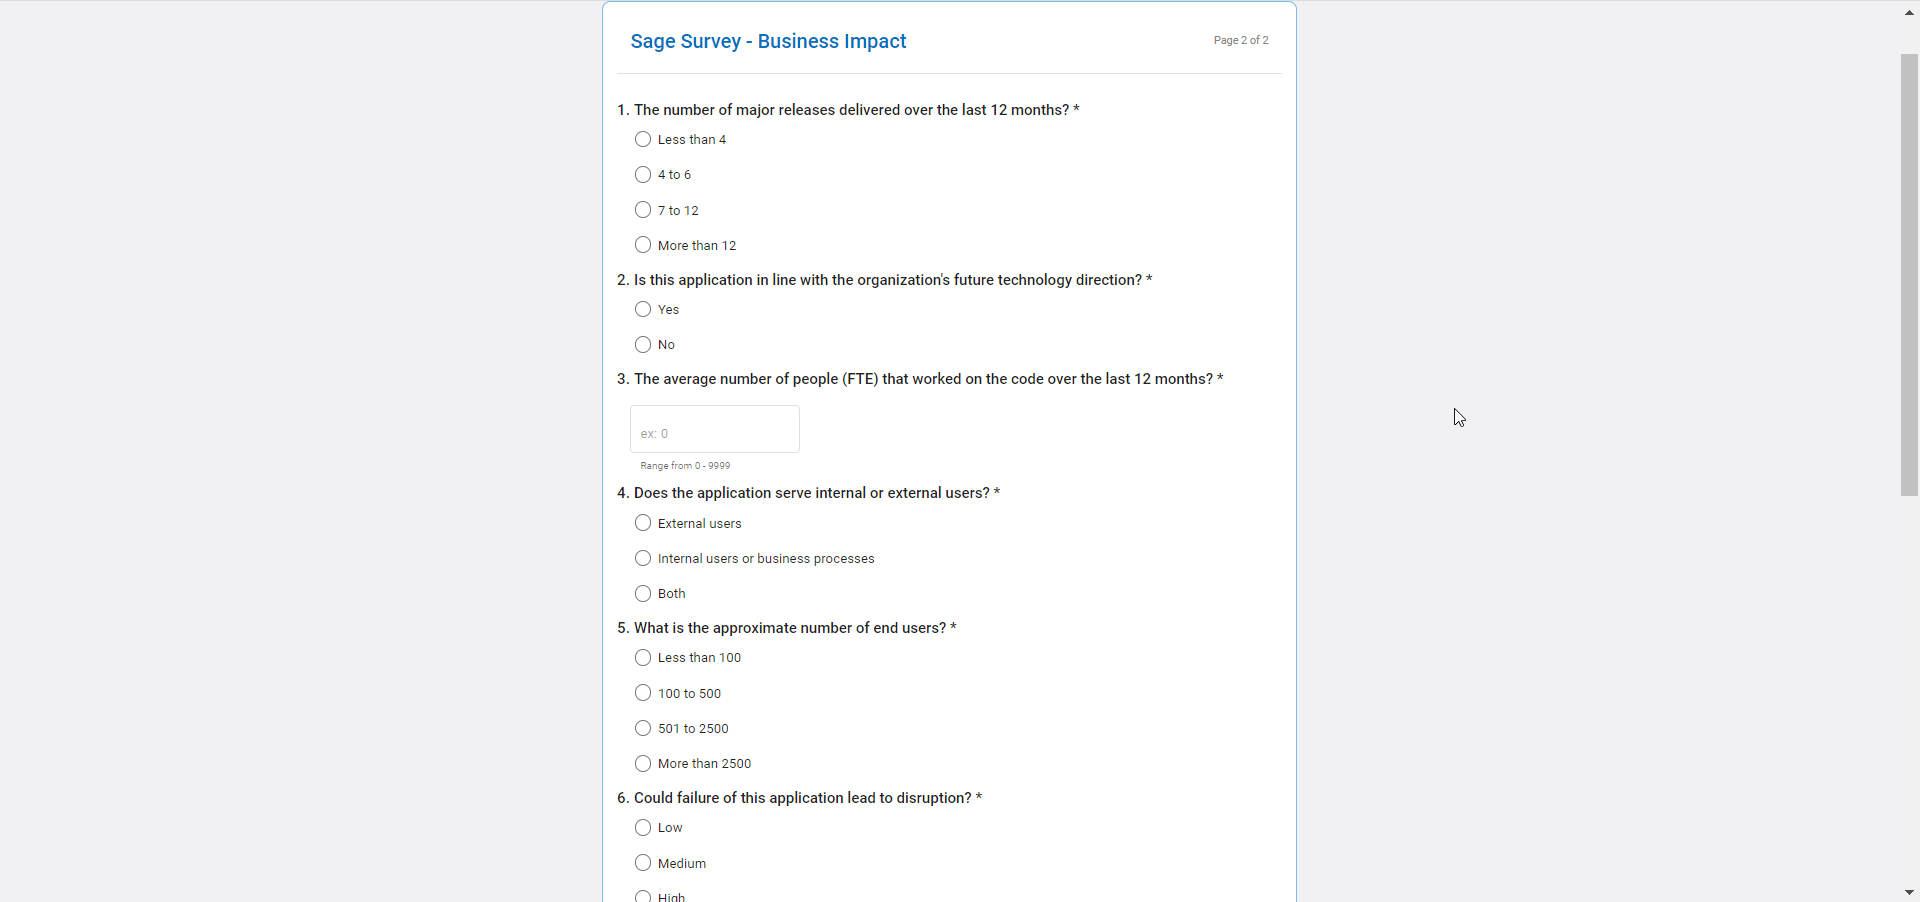 Sage Survey - Business Impact
Page 2 of 2
1. The number of major releases delivered over the last 12 months? *
Less than 4
4 to 6
7 to 12
More than 12
2. Is this application in line with the organization's future technology direction? *
Yes
No
3. The average number of people (FTE) that worked on the code over the last 12 months? *
ex: 0
Range from 0 - 9999
4. Does the application serve internal or external users? *
External users
Internal users or business processes
Both
5. What is the approximate number of end users? *
Less than 100
100 to 500
501 to 2500
More than 2500
6. Could failure of this application lead to disruption? *
Low
Medium
High